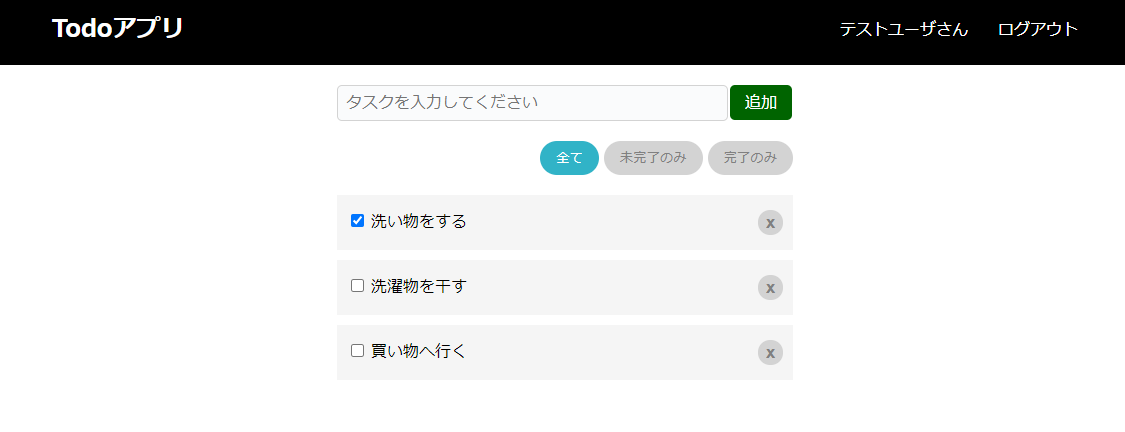 Todoアプリ テストユーザさん ログアウト
タスクを入力してください 追加
全て 未完了のみ 完了のみ
洗い物をする x
洗濯物を干す x
買い物へ行く x